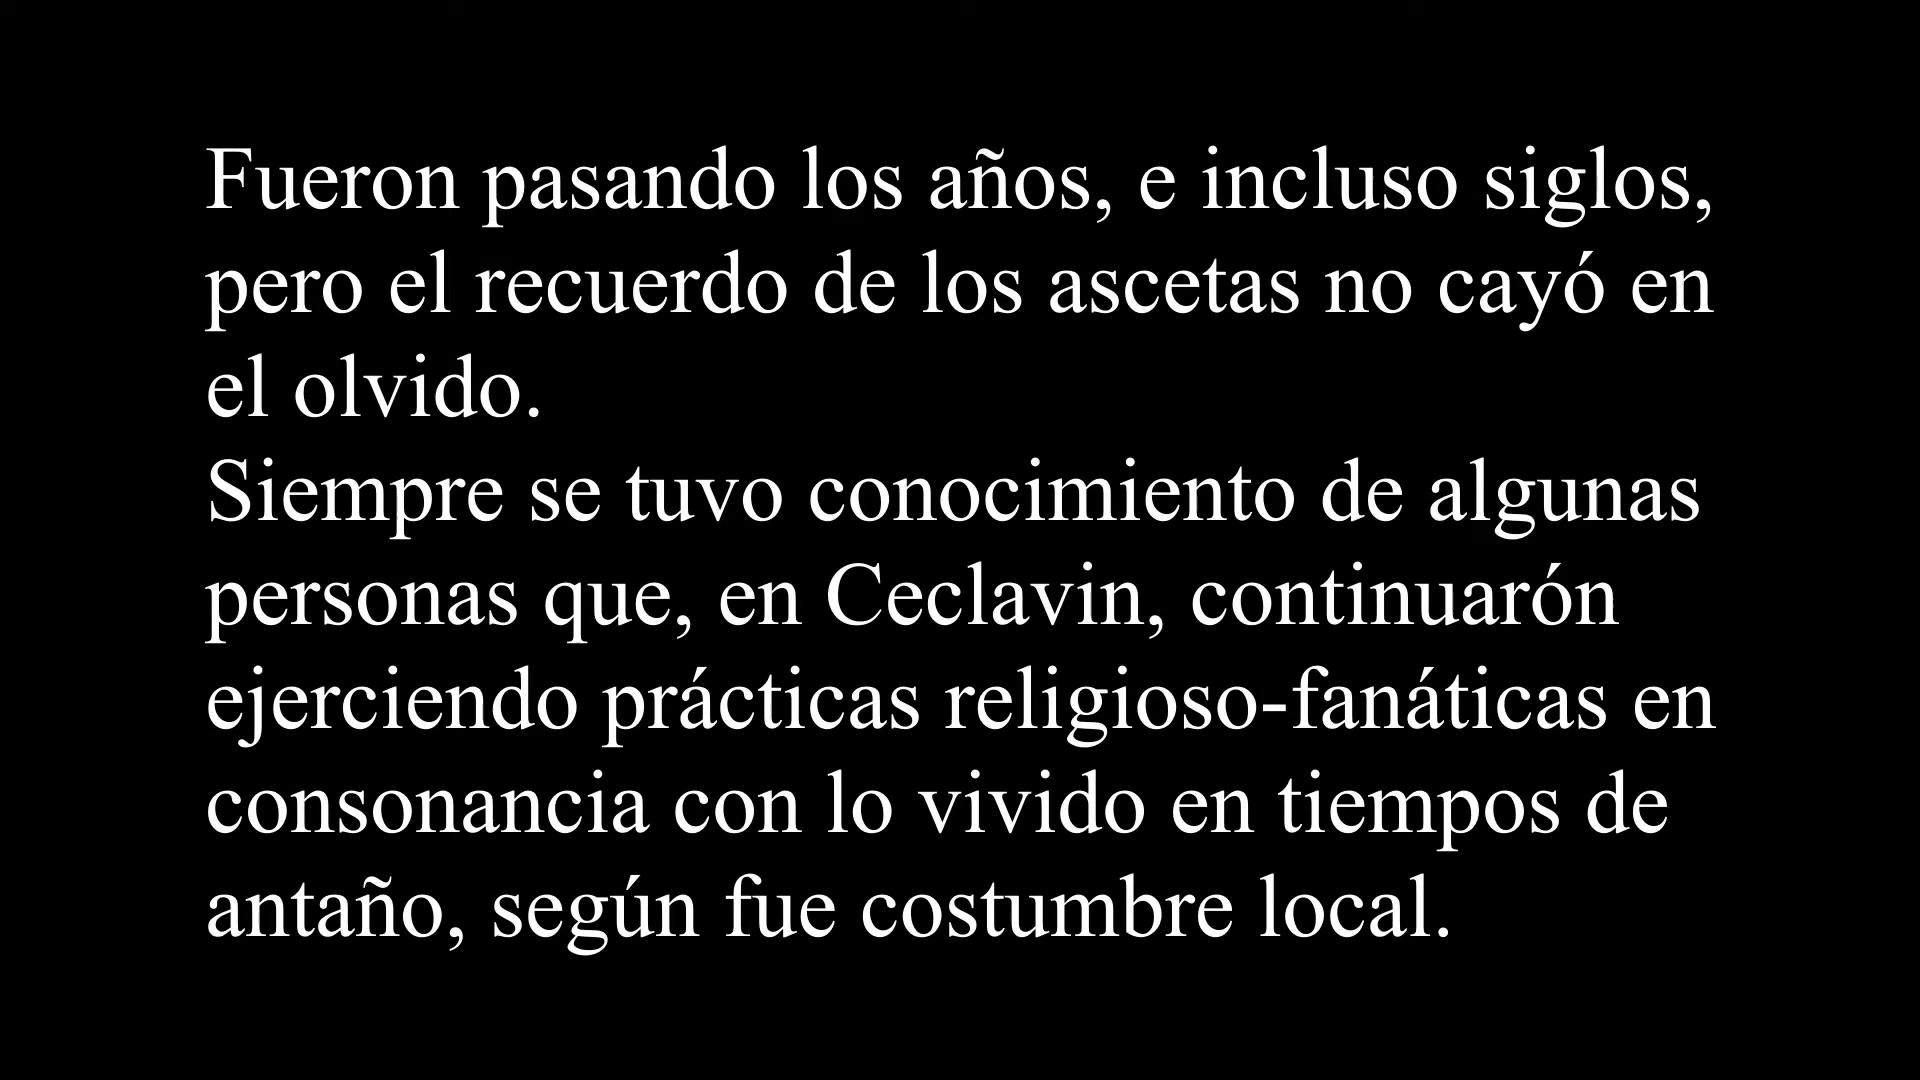 Fueron pasando los años, e incluso siglos,
pero el recuerdo de los ascetas no cayó en
el olvido.
Siempre se tuvo conocimiento de algunas
personas que, en Ceclavin, continuarón
ejerciendo prácticas religioso-fanáticas en
consonancia con lo vivido en tiempos de
antaño, según fue costumbre local.